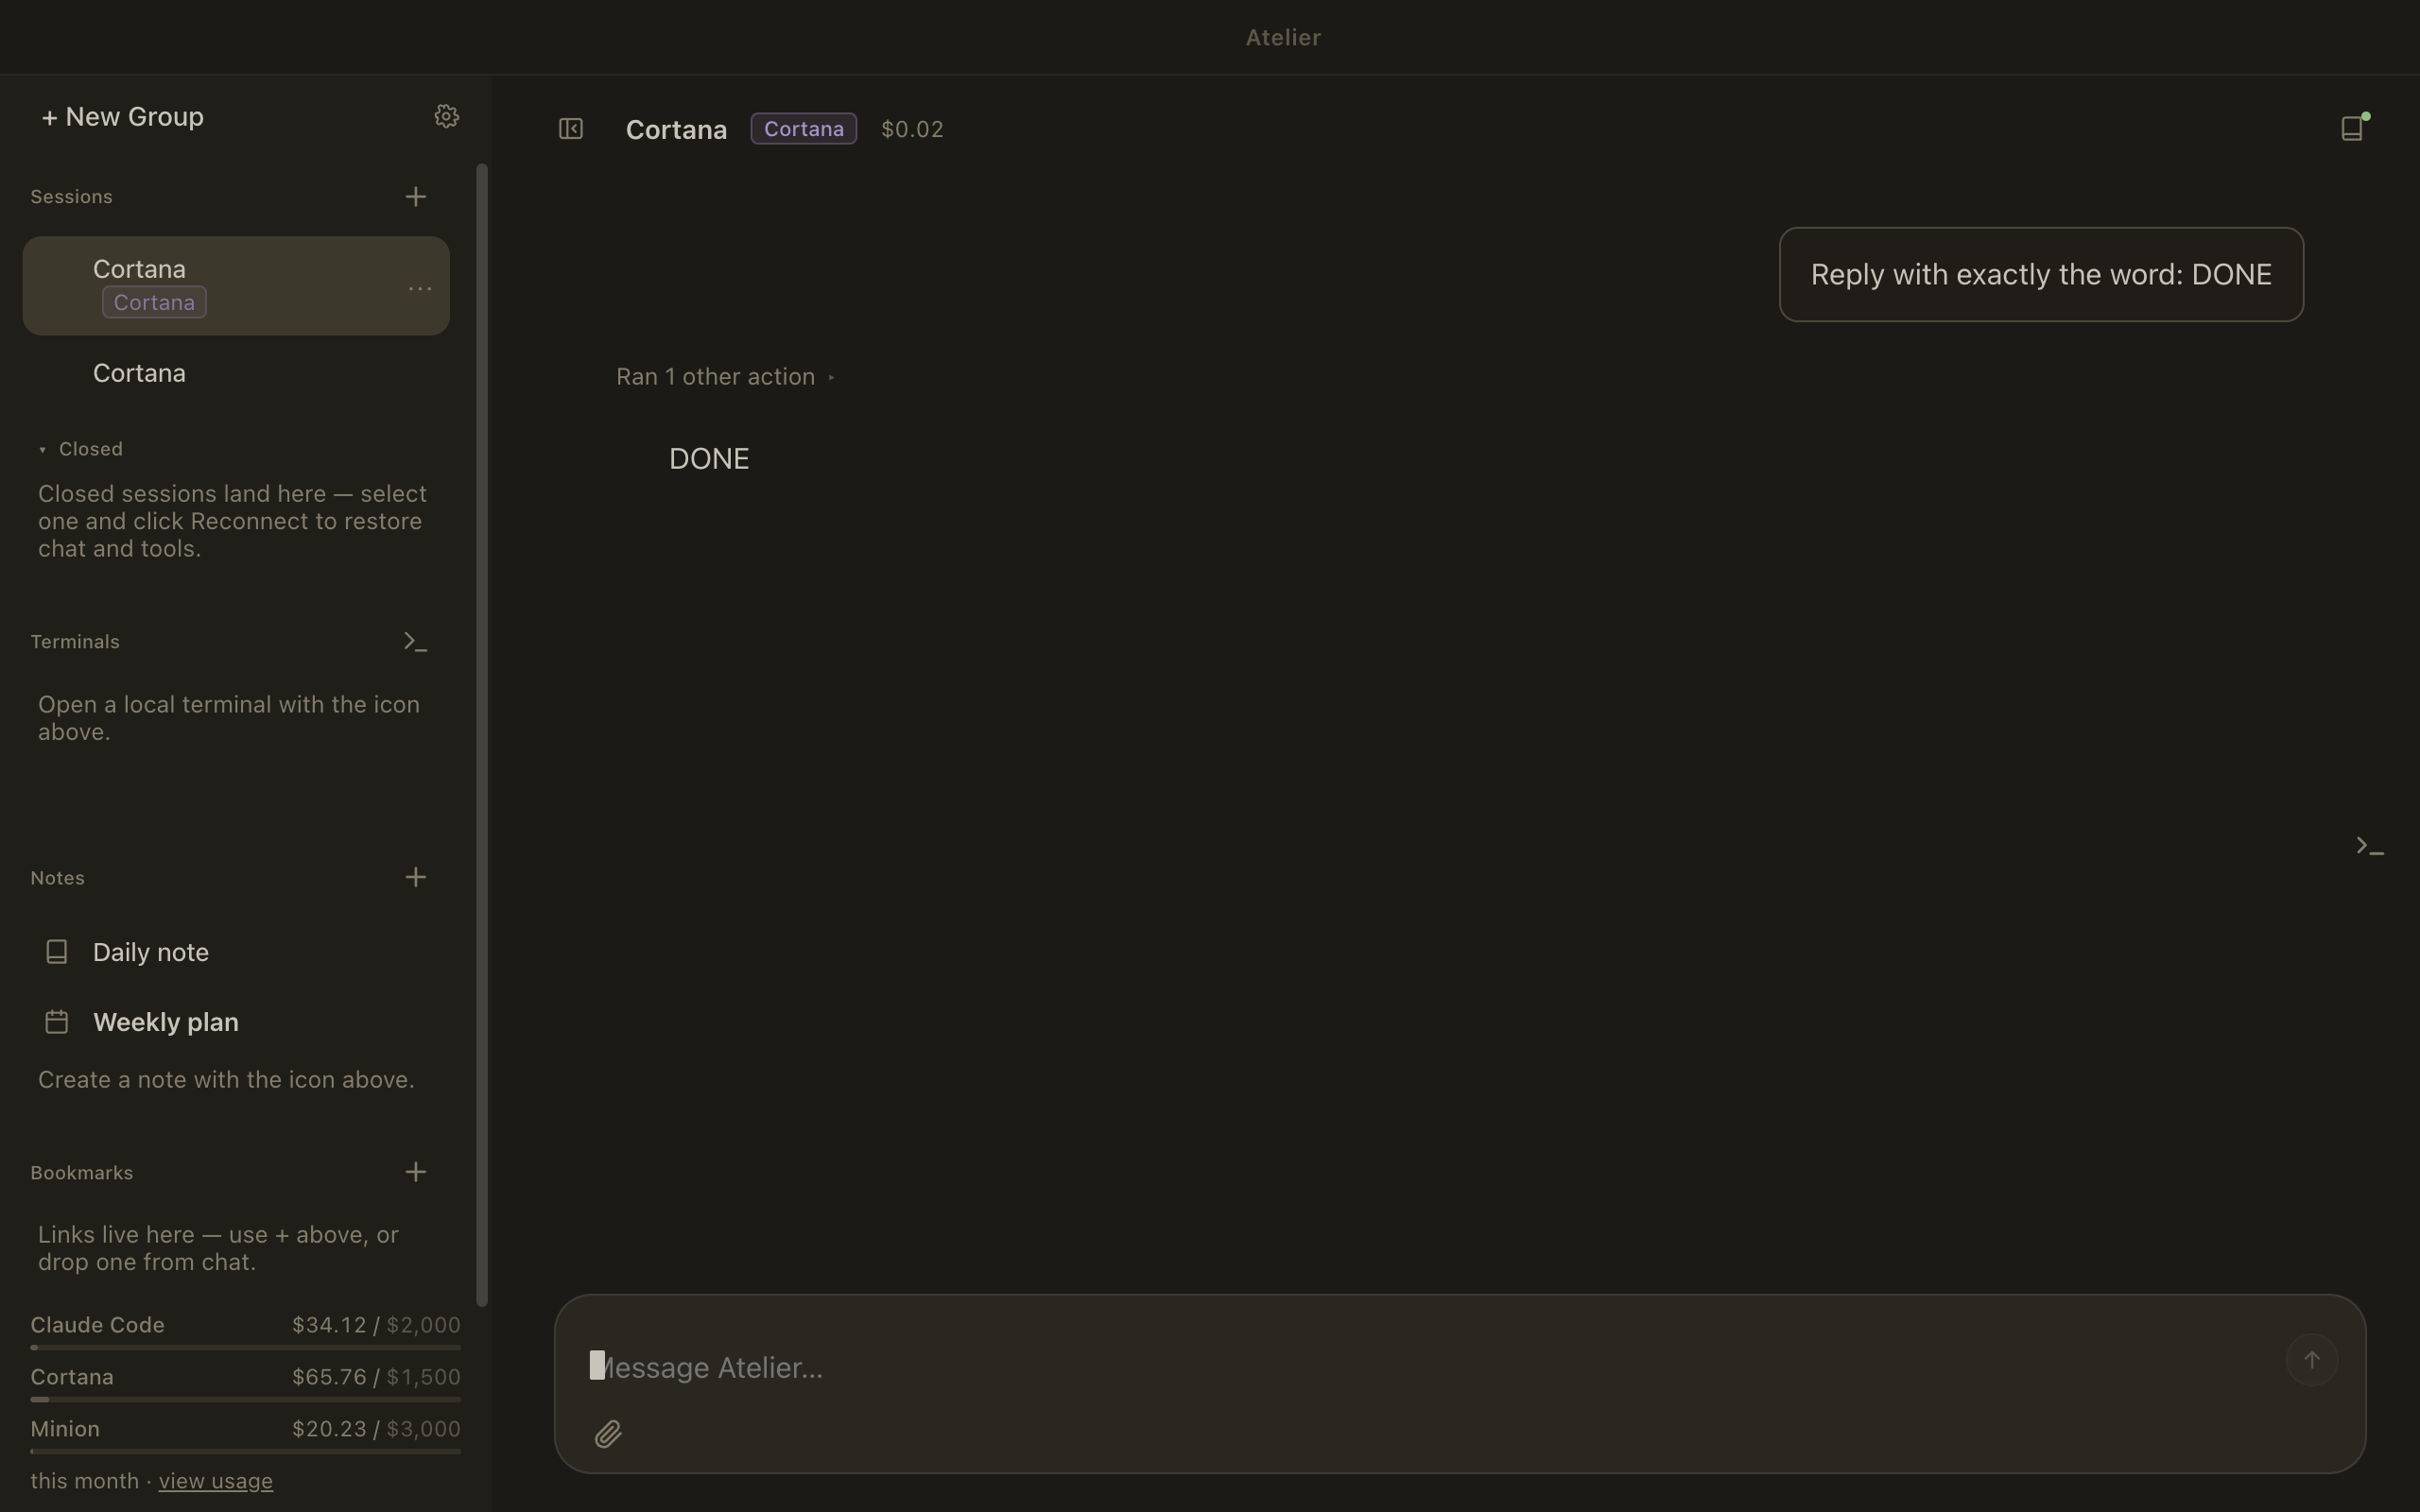 Atelier
+ New Group
Sessions
Cortana
Cortana
...
Cortana
Closed
Closed sessions land here — select
one and click Reconnect to restore
chat and tools.
Terminals
Open a local terminal with the icon
above.
Notes
Daily note
Weekly plan
Create a note with the icon above.
Bookmarks
Links live here — use + above, or
drop one from chat.
Claude Code $34.12 / $2,000
Cortana $65.76 / $1,500
Minion $20.23 / $3,000
this month · view usage
Cortana Cortana $0.02
Reply with exactly the word: DONE
Ran 1 other action
DONE
Message Atelier...